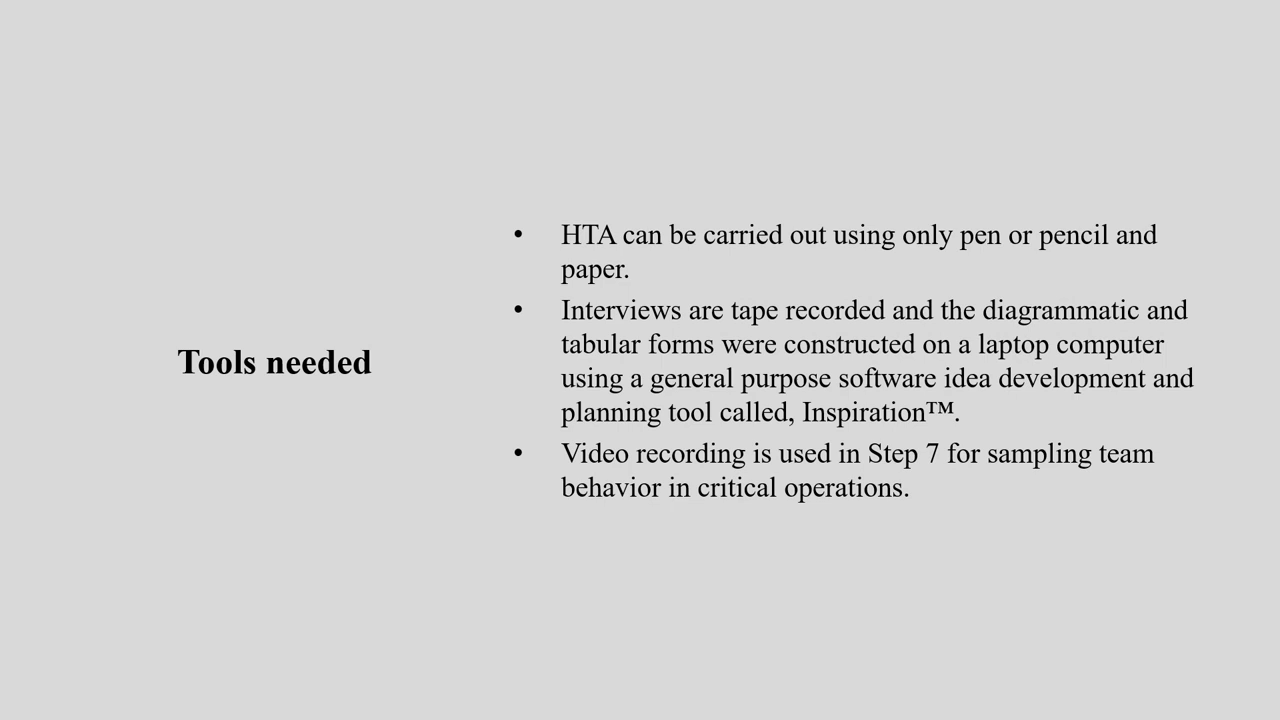 Tools needed
• HTA can be carried out using only pen or pencil and
paper.
• Interviews are tape recorded and the diagrammatic and
tabular forms were constructed on a laptop computer
using a general purpose software idea development and
planning tool called, Inspiration™.
• Video recording is used in Step 7 for sampling team
behavior in critical operations.